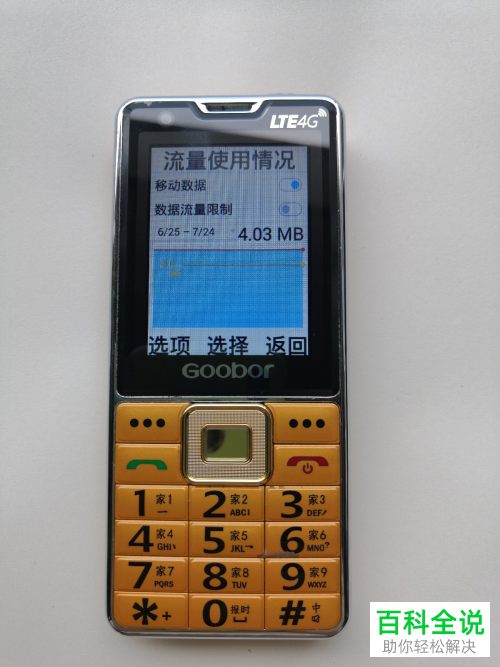 LTE4G
流量使用情况
移动数据
数据流量限制
6/25 – 7/24 4.03 MB
选项 选择 返回
Goobor
1 家1 2 家2 ABC 3 家3 DEF
4 家4 GHI 5 家5 JKL 6 家6 MNO?
7 家7 PQRS 8 家8 TUV 9 家9 WXYZ
* + 0 报时 # 中
百科全说
助你轻松解决